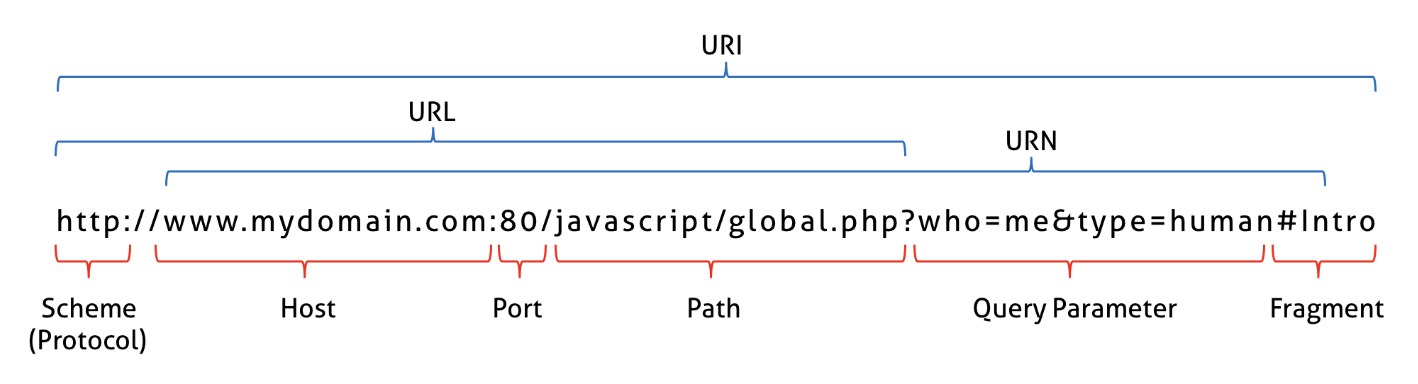 URI
URL
URN
http://www.mydomain.com:80/javascript/global.php?who=me&type=human#Intro
Scheme Host Port Path Query Parameter Fragment
(Protocol)